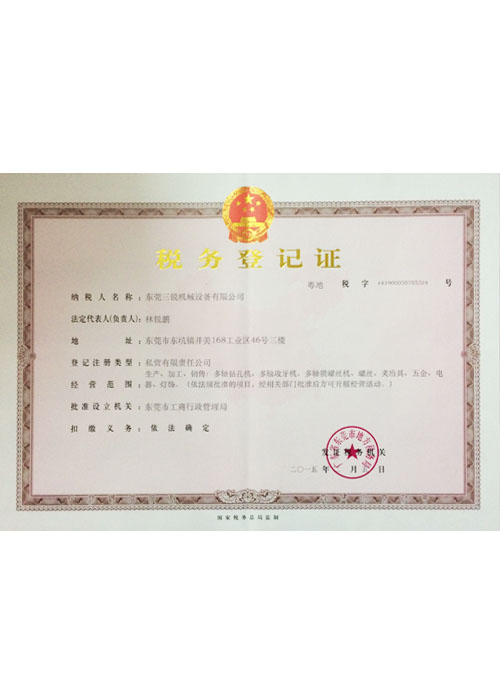 税务登记证
粤地 税 字 号
纳税人名称：东莞三锐机械设备有限公司
法定代表人(负责人)：林锐鹏
地 址：东莞市东坑镇井美168工业区46号三楼
登记注册类型：私营有限责任公司
经营范围：生产、加工、销售：多轴钻孔机、多轴攻牙机、多轴锁螺丝机、螺丝、夹治具、五金、电
器、灯饰。（依法须批准的项目，经相关部门批准后方可开展经营活动。）
批准设立机关：东莞市工商行政管理局
扣缴义务：依法确定
发证税务机关
二〇一五 年 月 日
国家税务总局监制